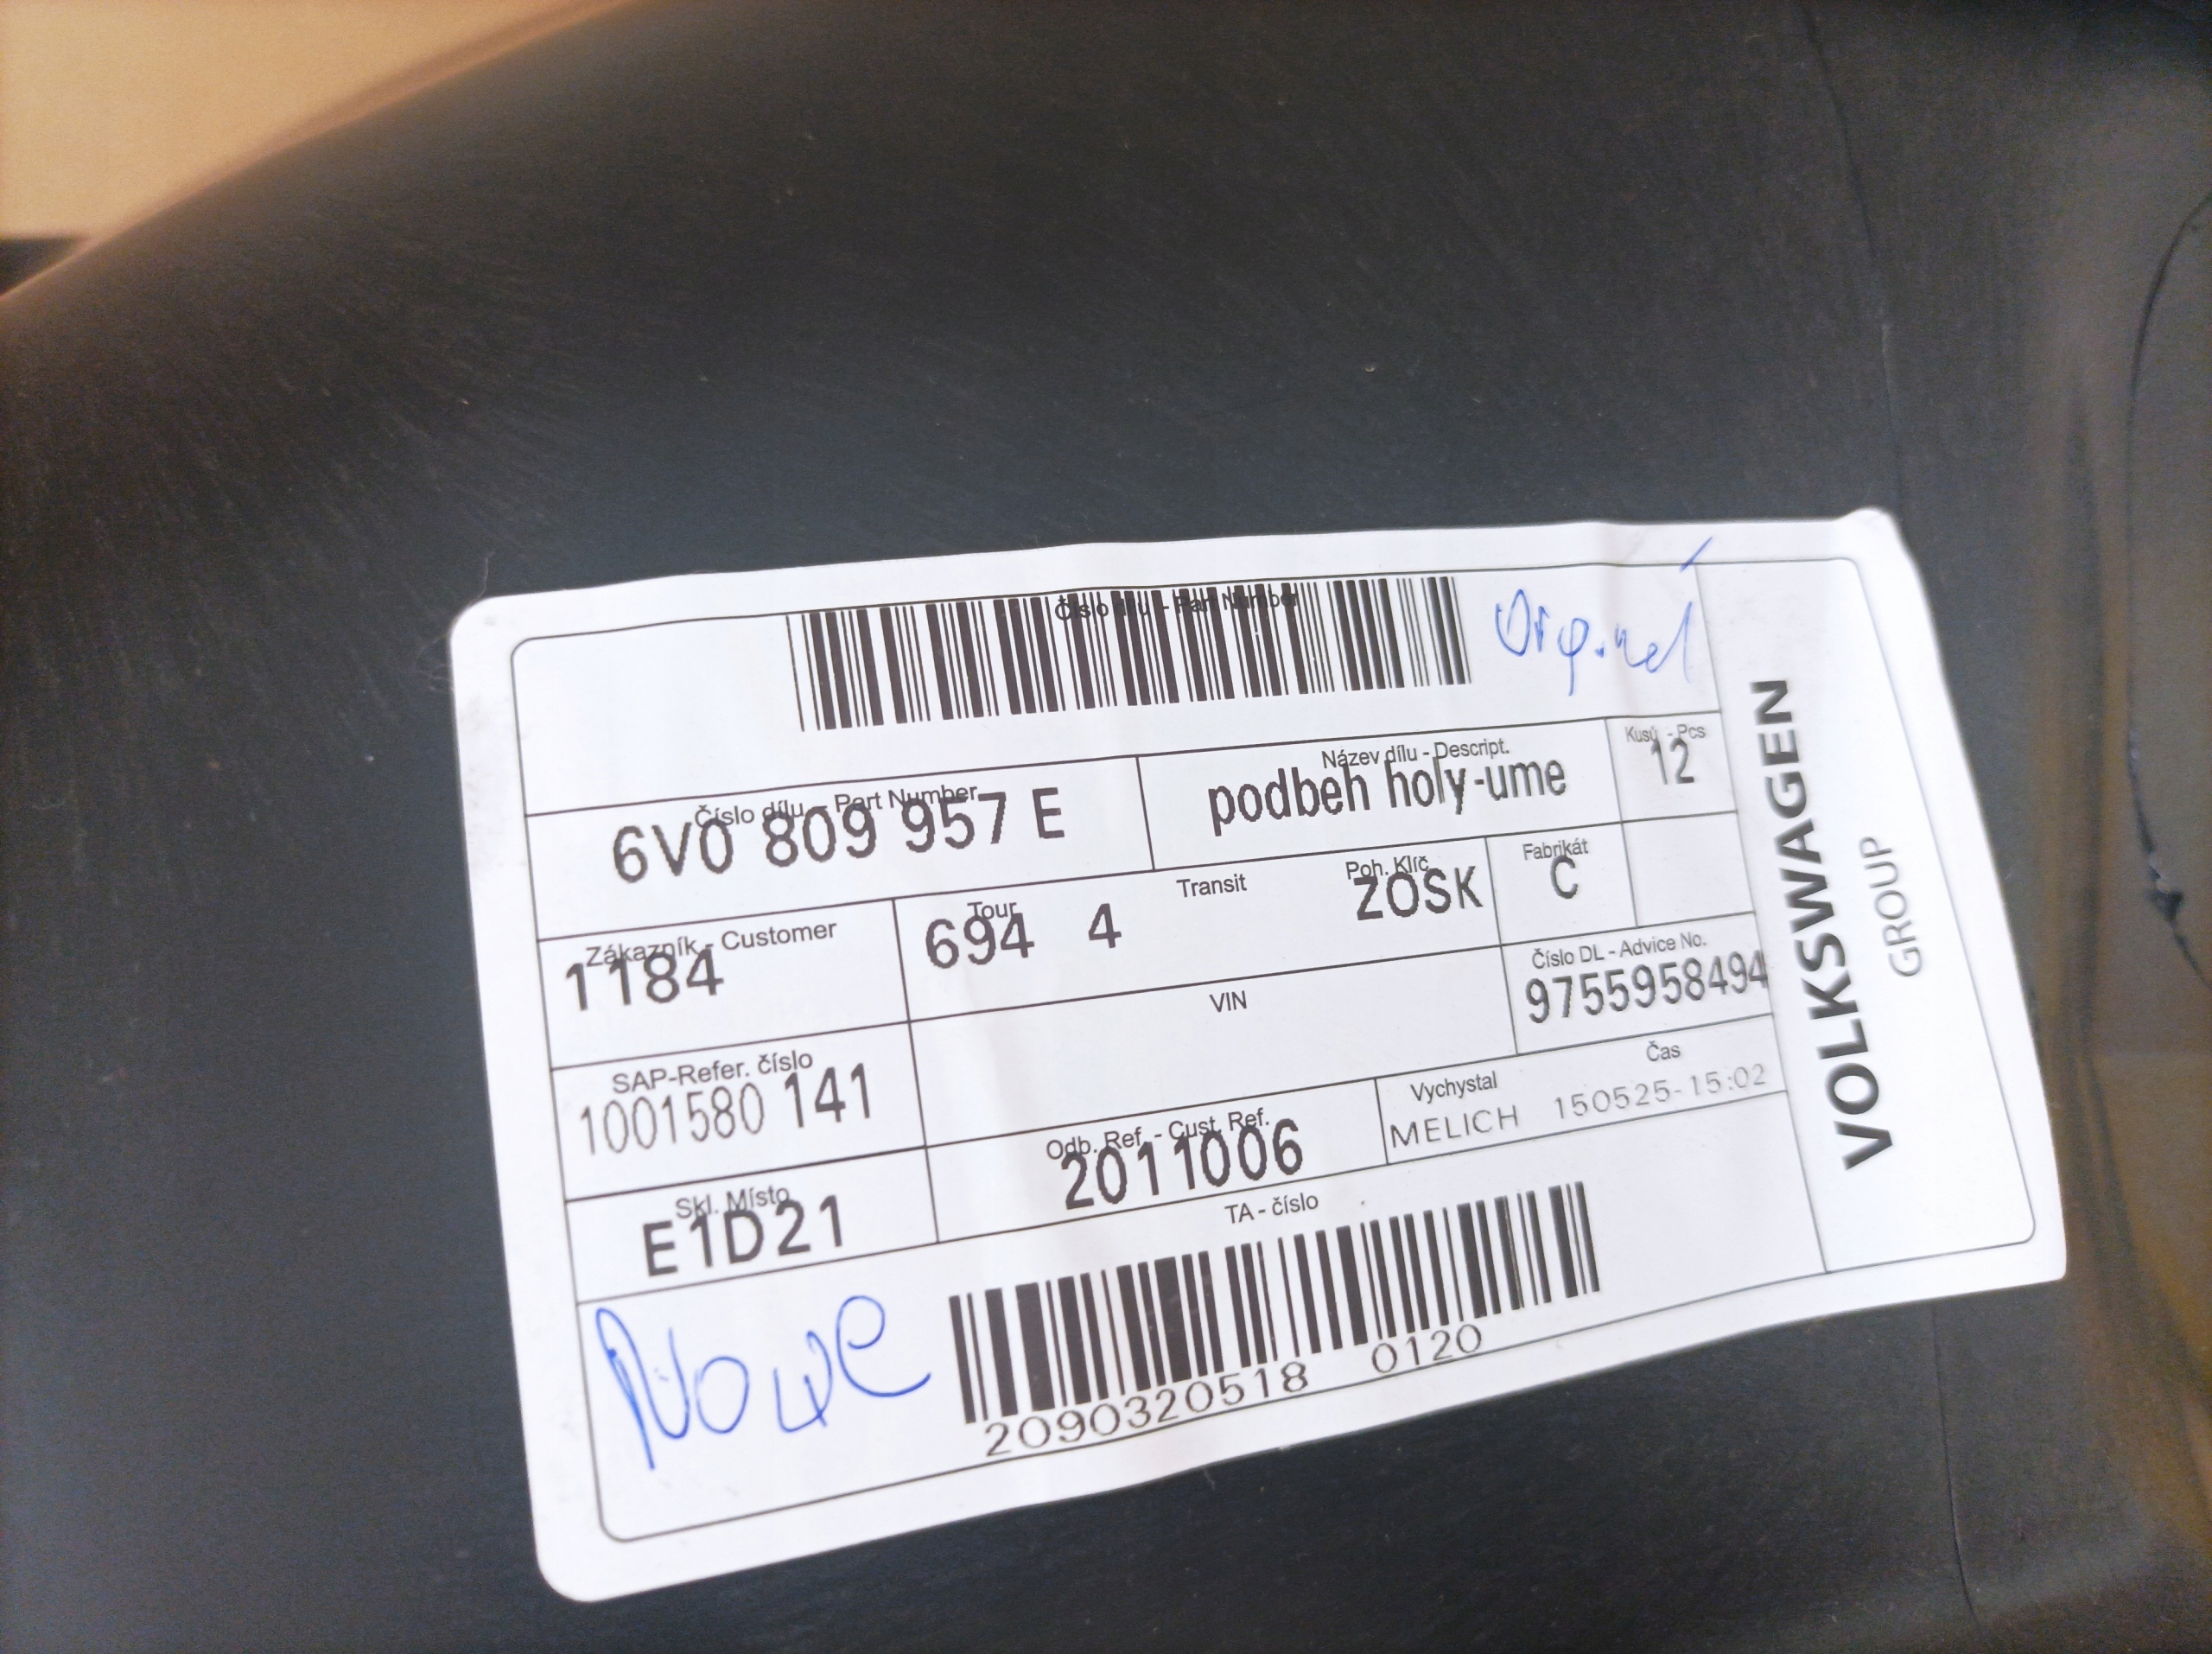 Číslo dílu - Part Number
Orginał
Číslo dílu - Part Number
6V0 809 957 E
Název dílu - Descript.
podbeh holy-ume
Kusů - Pcs
12
Zákazník - Customer
1184
Tour
694 4
Transit
Poh. Klíč
ZOSK
Fabrikát
C
SAP-Refer. číslo
1001580 141
VIN
Číslo DL - Advice No.
9755958494
Skl. Místo
E1D21
Odb. Ref. - Cust. Ref.
2011006
Vychystal
MELICH
Čas
150525-15:02
TA - číslo
Nowe
2090320518 0120
VOLKSWAGEN
GROUP